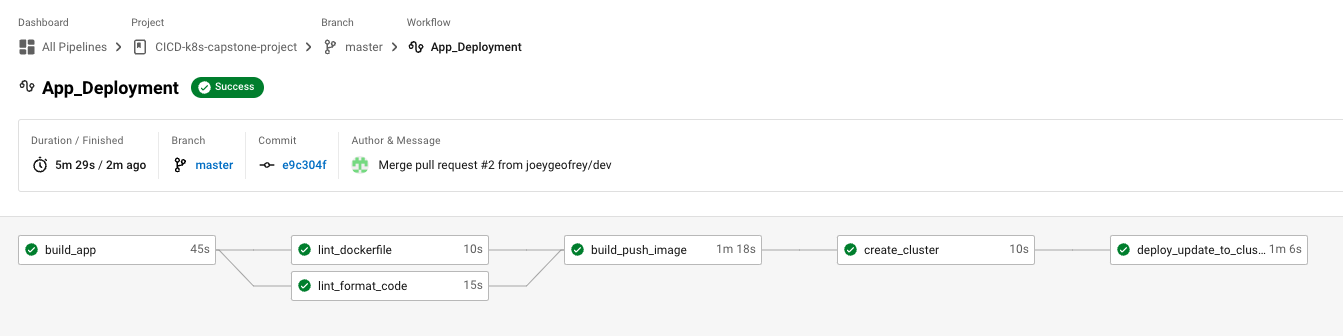 Dashboard Project Branch Workflow
All Pipelines CICD-k8s-capstone-project master App_Deployment
App_Deployment Success
Duration / Finished Branch Commit Author & Message
5m 29s / 2m ago master e9c304f Merge pull request #2 from joeygeofrey/dev
build_app 45s lint_dockerfile 10s build_push_image 1m 18s create_cluster 10s deploy_update_to_clus... 1m 6s
lint_format_code 15s